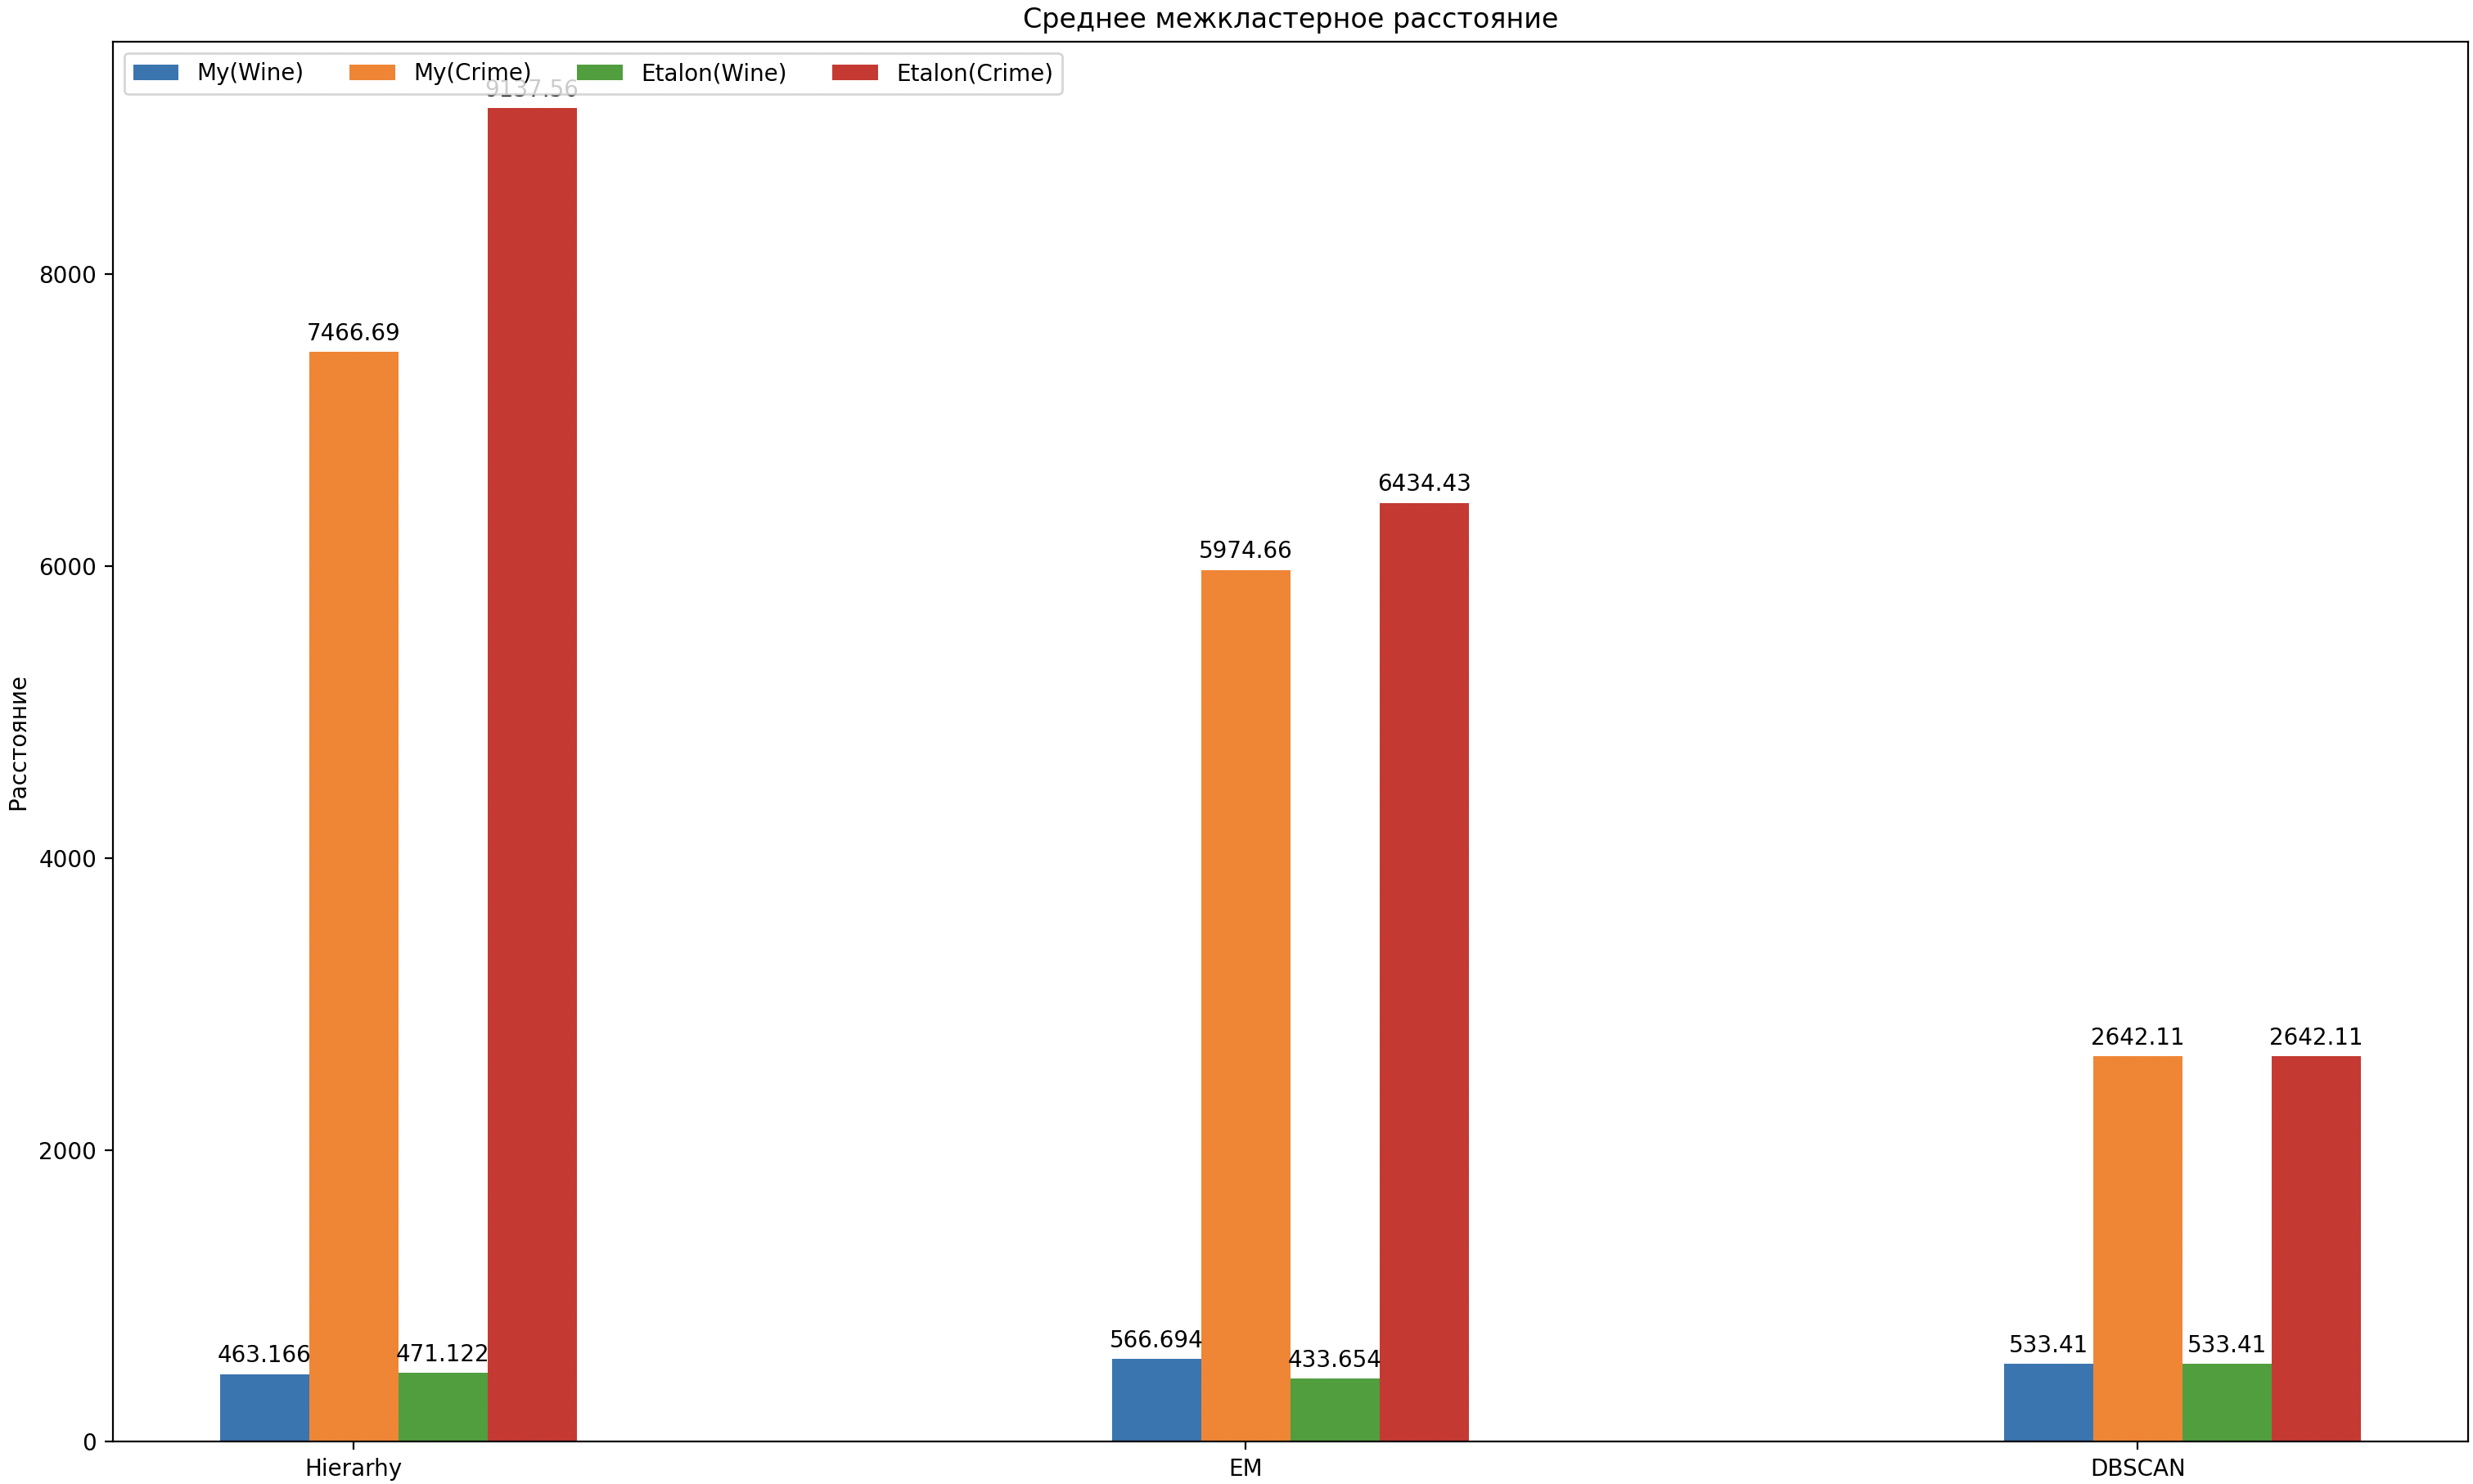 Среднее межкластерное расстояние
My(Wine) My(Crime) Etalon(Wine) Etalon(Crime)
9137.56
8000
7466.69
6434.43
6000
5974.66
Расстояние
4000
2642.11 2642.11
2000
463.166 471.122 566.694 433.654 533.41 533.41
0
Hierarhy EM DBSCAN